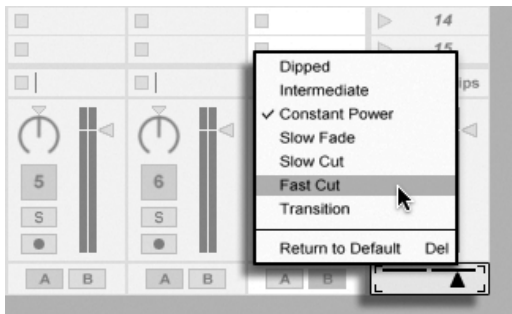 14
15
ips
Dipped
Intermediate
Constant Power
Slow Fade
Slow Cut
Fast Cut
Transition
Return to Default Del
5 6
S S
A B A B A B